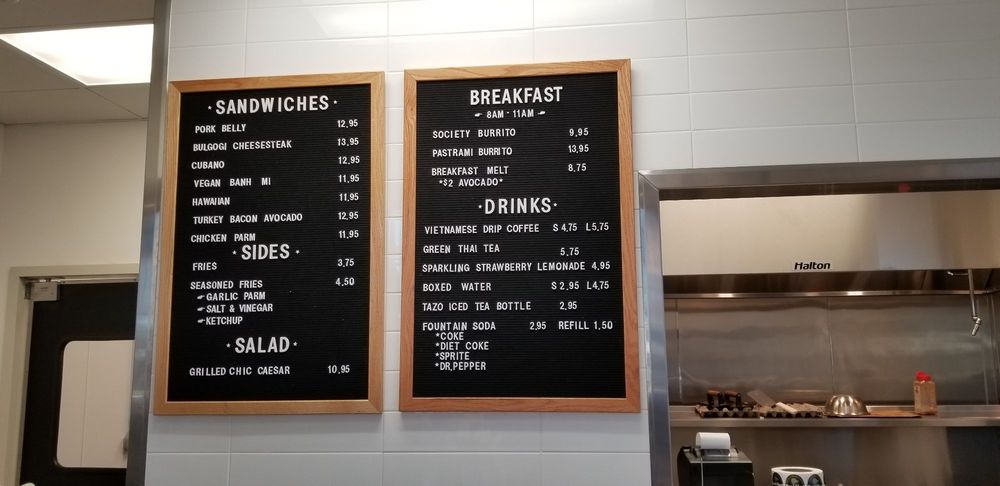 • SANDWICHES •
PORK BELLY 12.95
BULGOGI CHEESESTEAK 13.95
CUBANO 12.95
VEGAN BANH MI 11.95
HAWAIIAN 11.95
TURKEY BACON AVOCADO 12.95
CHICKEN PARM 11.95
• SIDES •
FRIES 3.75
SEASONED FRIES 4.50
GARLIC PARM
SALT & VINEGAR
KETCHUP
• SALAD •
GRILLED CHIC CAESAR 10.95
BREAKFAST
8AM - 11AM
SOCIETY BURRITO 9.95
PASTRAMI BURRITO 13.95
BREAKFAST MELT 8.75
*$2 AVOCADO*
• DRINKS •
VIETNAMESE DRIP COFFEE S 4.75 L5.75
GREEN THAI TEA 5.75
SPARKLING STRAWBERRY LEMONADE 4.95
BOXED WATER S 2.95 L4.75
TAZO ICED TEA BOTTLE 2.95
FOUNTAIN SODA 2.95 REFILL 1.50
*COKE
*DIET COKE
*SPRITE
*DR.PEPPER
Halton